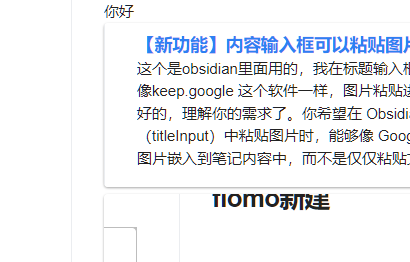 你好
【新功能】内容输入框可以粘贴图片
这个是obsidian里面用的，我在标题输入框
像keep.google 这个软件一样，图片粘贴进
好的，理解你的需求了。你希望在 Obsidia
（titleInput）中粘贴图片时，能够像 Goog
图片嵌入到笔记内容中，而不是仅仅粘贴文
flomo新建